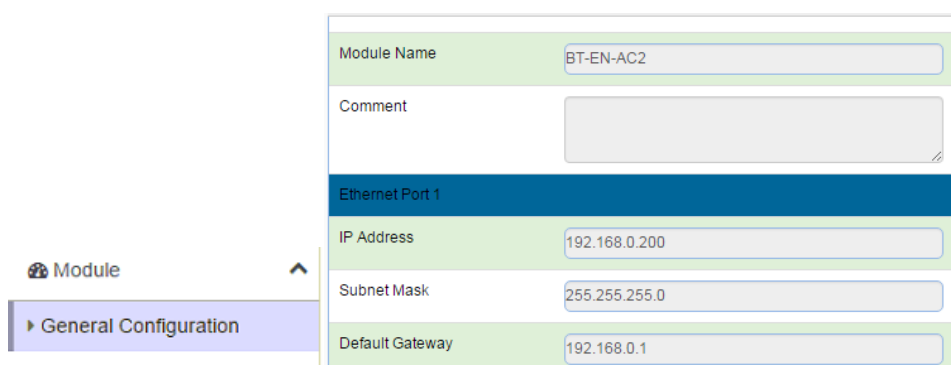 Module Name
BT-EN-AC2
Comment
Ethernet Port 1
IP Address
192.168.0.200
Module
Subnet Mask
255.255.255.0
General Configuration
Default Gateway
192.168.0.1